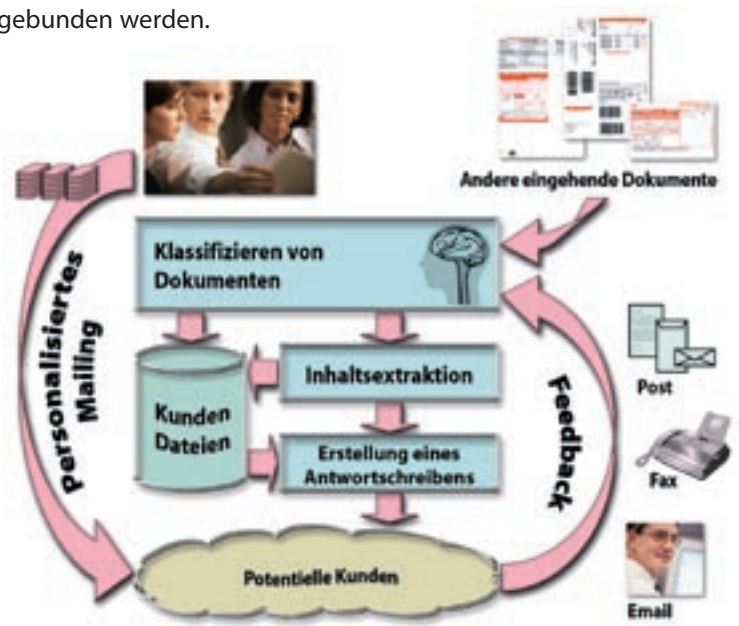 gebunden werden.
Andere eingehende Dokumente
Klassifizieren von
Dokumenten
Personalisiertes
Mailing
Inhaltsextraktion
Kunden
Dateien
Erstellung eines
Antwortschreibens
Feedback
Post
Fax
Potentielle Kunden
Email